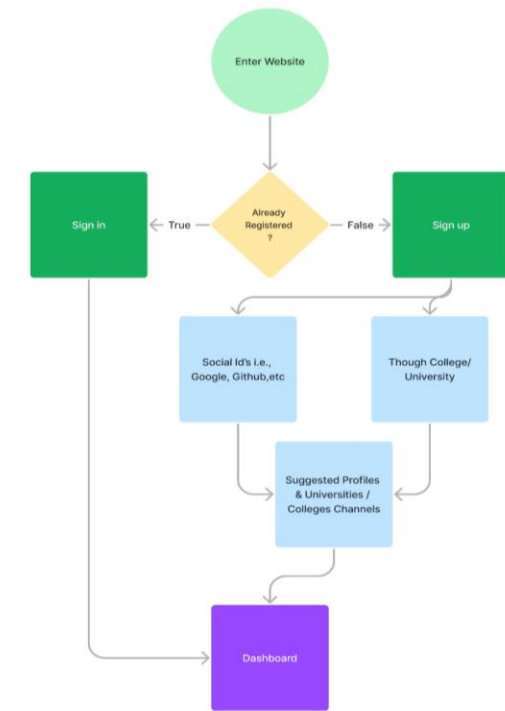 Enter Website
Already
Registered
?
True
False
Sign in
Sign up
Social Id's i.e.,
Google, Github,etc
Though College/
University
Suggested Profiles
& Universities /
Colleges Channels
Dashboard